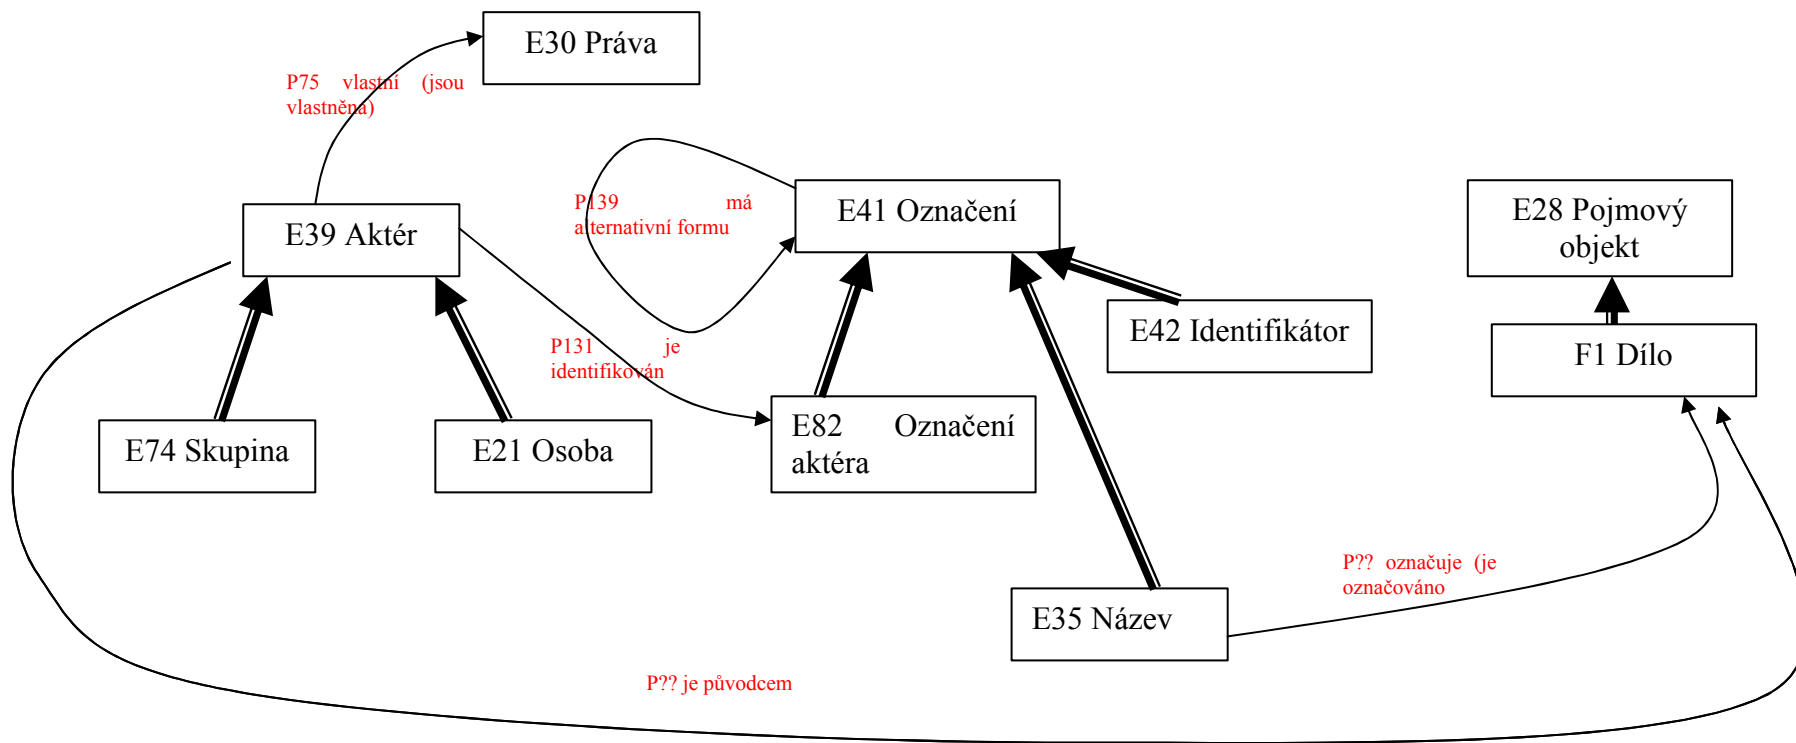 E30 Práva
P75 vlastní (jsou
vlastněna)
E39 Aktér
P139 má
alternativní formu
E41 Označení
E28 Pojmový
objekt
E42 Identifikátor
F1 Dílo
P131 je
identifikován
E74 Skupina
E21 Osoba
E82 Označení
aktéra
P?? označuje (je
označováno
E35 Název
P?? je původcem